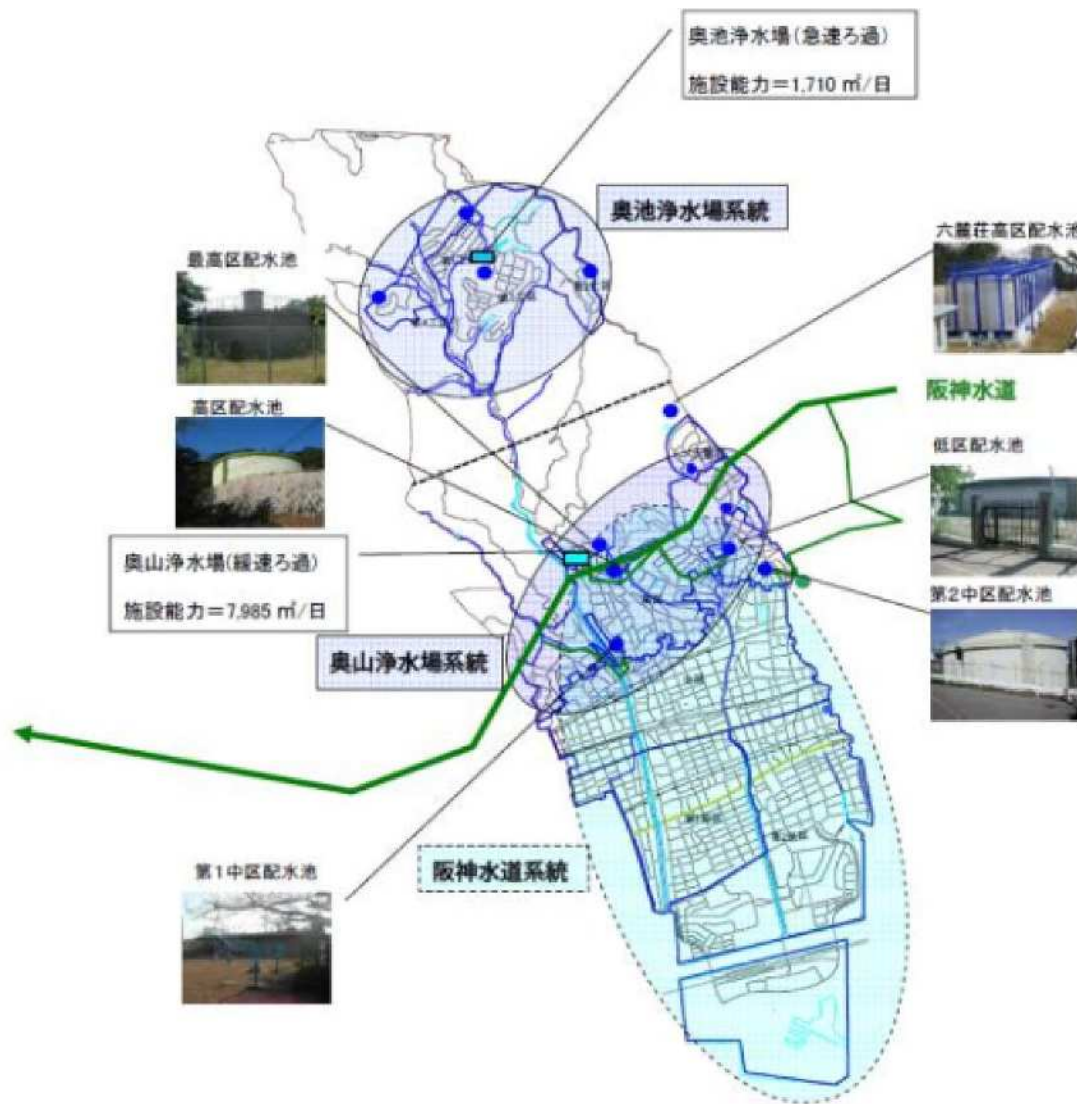 奥池浄水場(急速ろ過)
施設能力=1,710 ㎥/日
奥池浄水場系統
六麓荘高区配水池
最高区配水池
阪神水道
高区配水池
低区配水池
奥山浄水場(緩速ろ過)
施設能力=7,985 ㎥/日
第2中区配水池
奥山浄水場系統
阪神水道系統
第1中区配水池